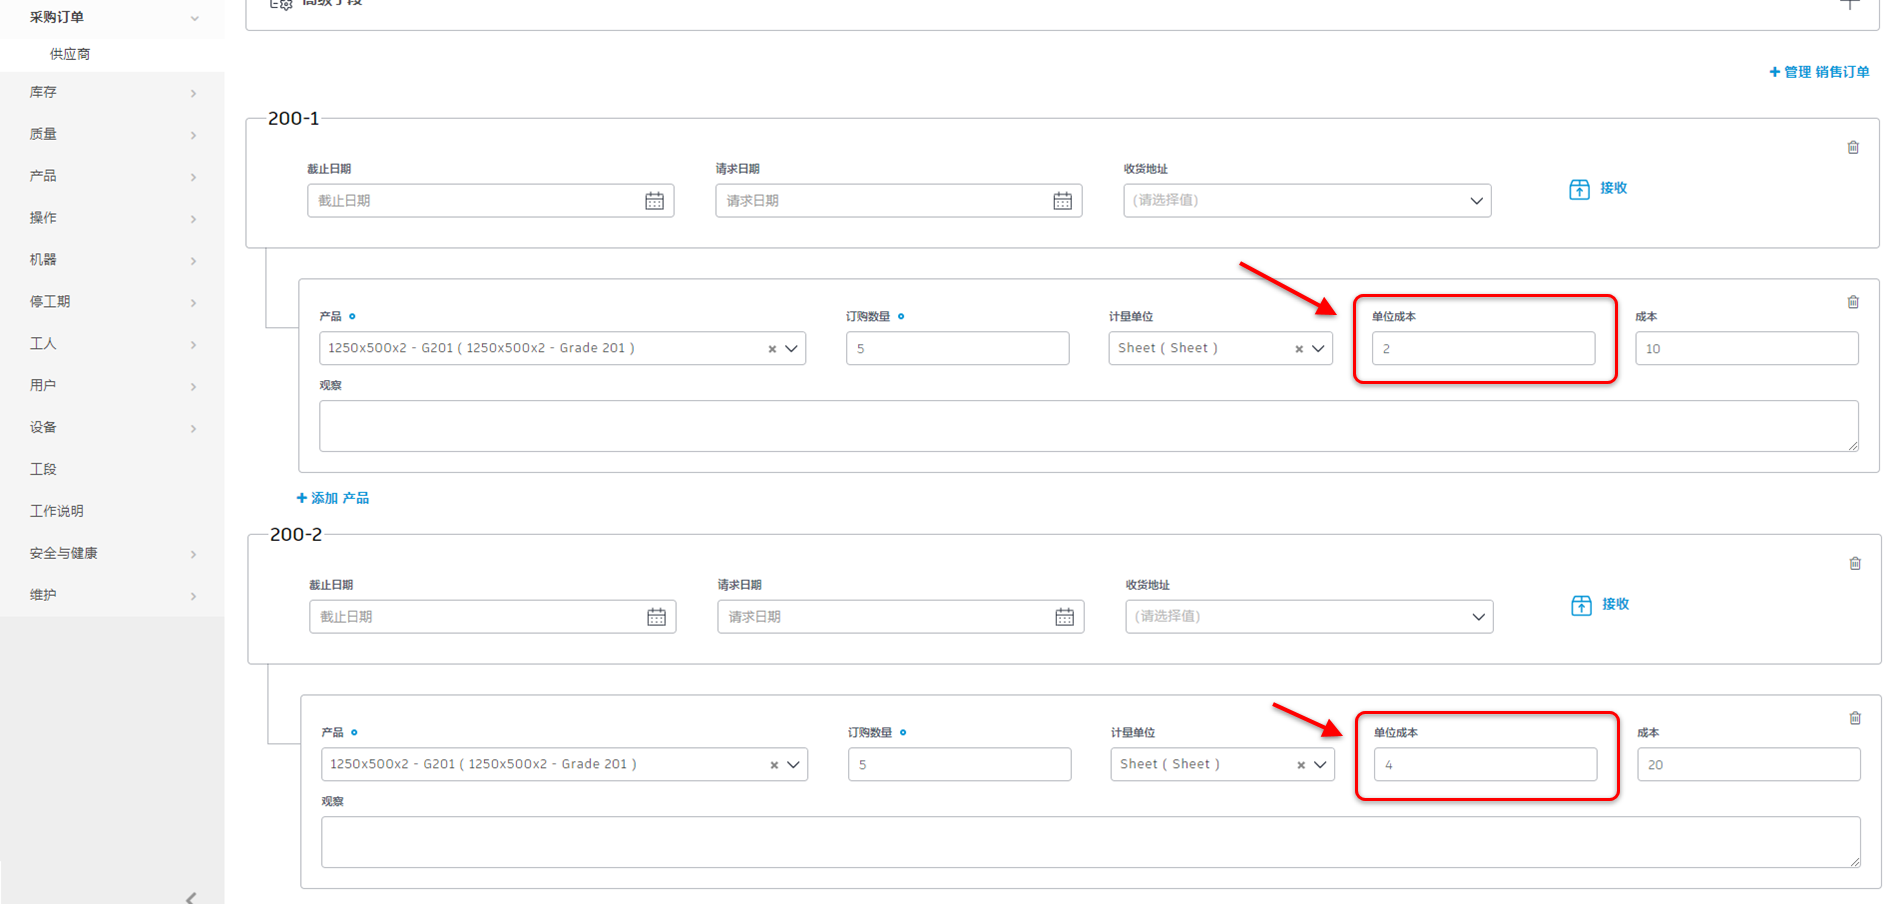 采购订单
供应商
库存
质量
产品
操作
机器
停工期
工人
用户
设备
工段
工作说明
安全与健康
维护
高级字段
+ 管理 销售订单
200-1
截止日期 请求日期 收货地址
截止日期 请求日期 (请选择值) 接收
产品 订购数量 计量单位 单位成本 成本
1250x500x2 - G201 ( 1250x500x2 - Grade 201 ) 5 Sheet ( Sheet ) 2 10
观察
+ 添加 产品
200-2
截止日期 请求日期 收货地址
截止日期 请求日期 (请选择值) 接收
产品 订购数量 计量单位 单位成本 成本
1250x500x2 - G201 ( 1250x500x2 - Grade 201 ) 5 Sheet ( Sheet ) 4 20
观察